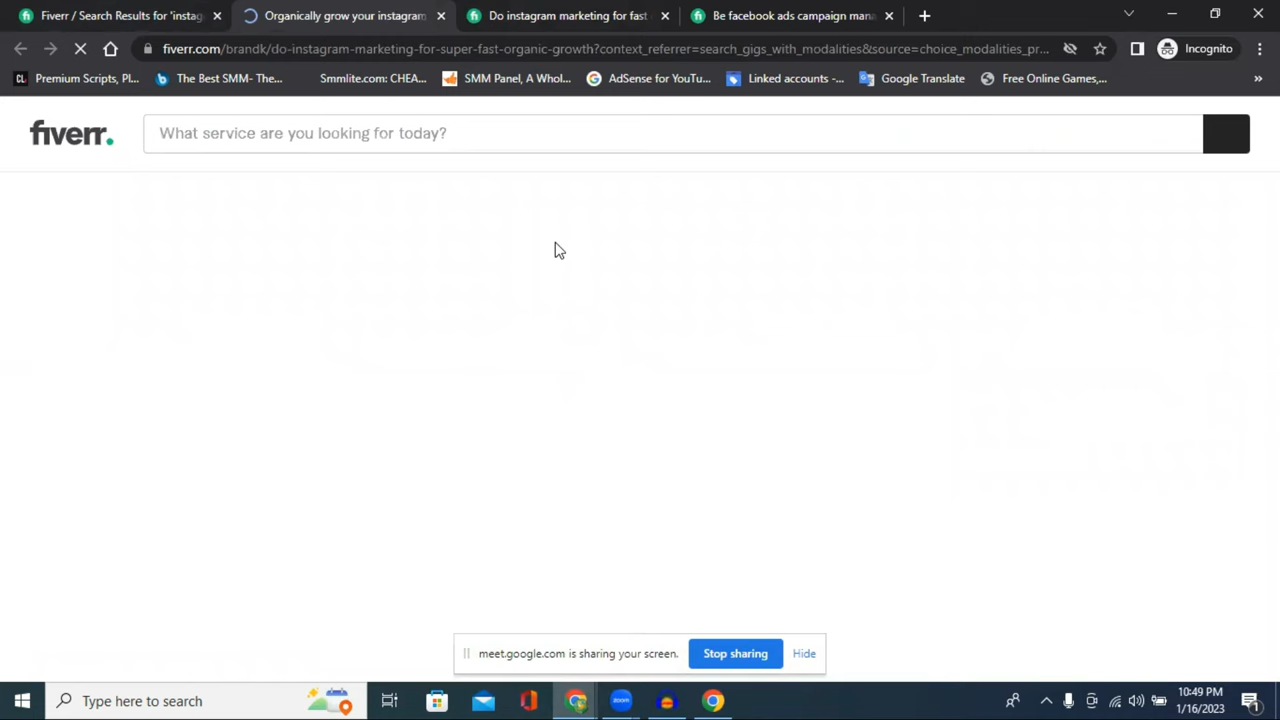 Fiverr / Search Results for 'instag
Organically grow your instagram
Do instagram marketing for fast
Be facebook ads campaign mana
fiverr.com/brandk/do-instagram-marketing-for-super-fast-organic-growth?context_referrer=search_gigs_with_modalities&source=choice_modalities_pr...
Incognito
CL Premium Scripts, Pl...
The Best SMM- The...
Smmlite.com: CHEA...
SMM Panel, A Whol...
AdSense for YouTu...
Linked accounts -...
Google Translate
Free Online Games,...
fiverr.
What service are you looking for today?
meet.google.com is sharing your screen.
Stop sharing
Hide
Type here to search
zoom
10:49 PM
1/16/2023
1